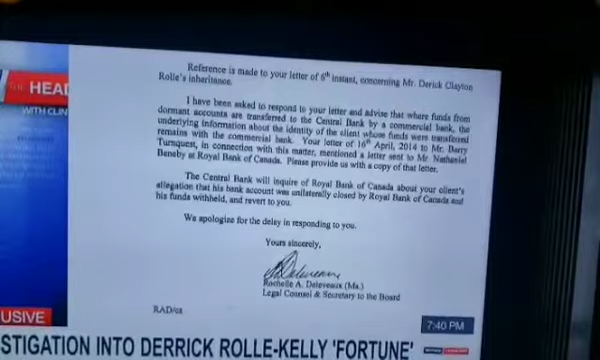 Reference is made to your letter of 8th instant, concerning Mr. Derick Clayton
Rolle's inheritance.
I have been asked to respond to your letter and advise that where funds from
dormant accounts are transferred to the Central Bank by a commercial bank, the
underlying information about the identity of the client whose funds were transferred
remains with the commercial bank. Your letter of 16th April, 2014 to Mr. Barry
Turnquest, in connection with this matter, mentioned a letter sent to Mr. Nathaniel
Beneby at Royal Bank of Canada. Please provide us with a copy of that letter.
The Central Bank will inquire of Royal Bank of Canada about your client's
allegation that his bank account was unilaterally closed by Royal Bank of Canada and
his funds withheld, and revert to you.
We apologize for the delay in responding to you.
Yours sincerely,
Rochelle A. Deleveaux (Ms.)
Legal Counsel & Secretary to the Board
RAD/cs
THE HEAD
WITH CLIN
USIVE
7:40 PM
STIGATION INTO DERRICK ROLLE-KELLY 'FORTUNE'